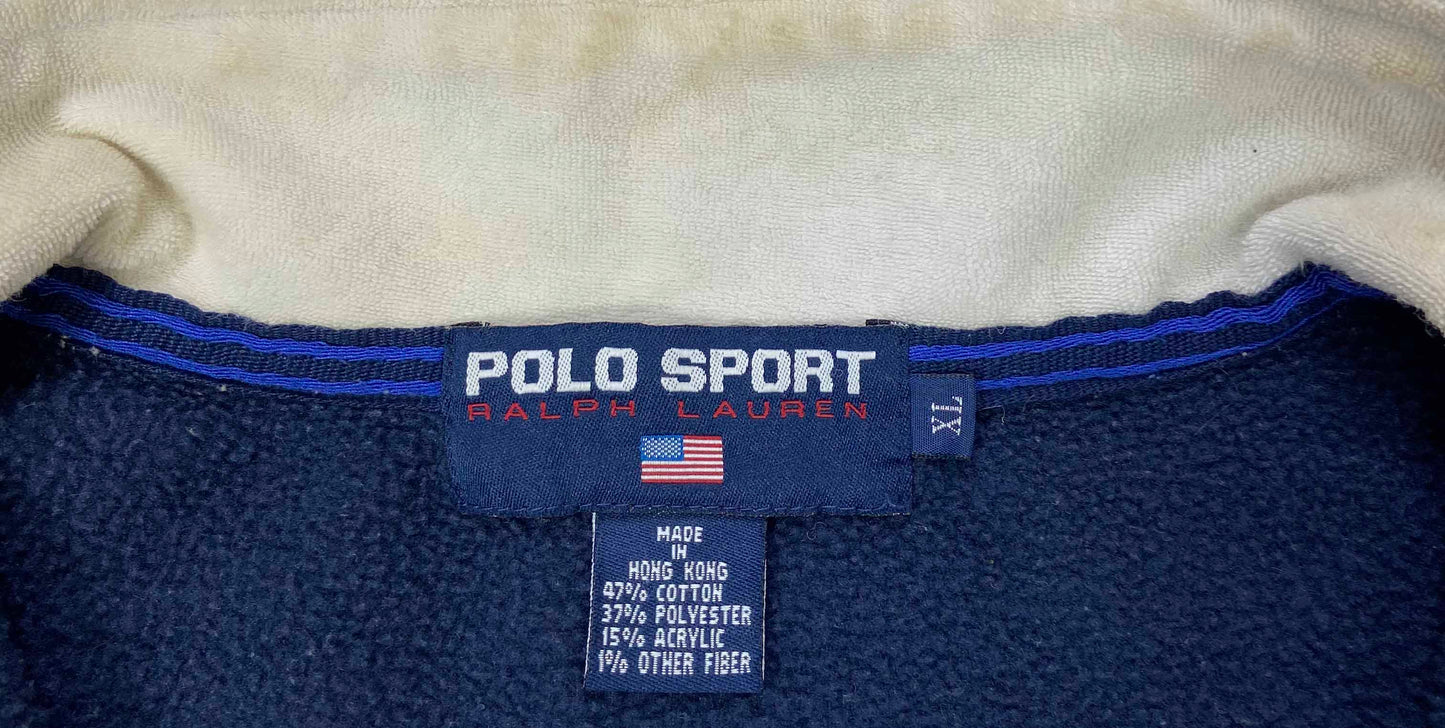 POLO SPORT
RALPH LAUREN
XL
MADE
IN
HONG KONG
47% COTTON
37% POLYESTER
15% ACRYLIC
1% OTHER FIBER